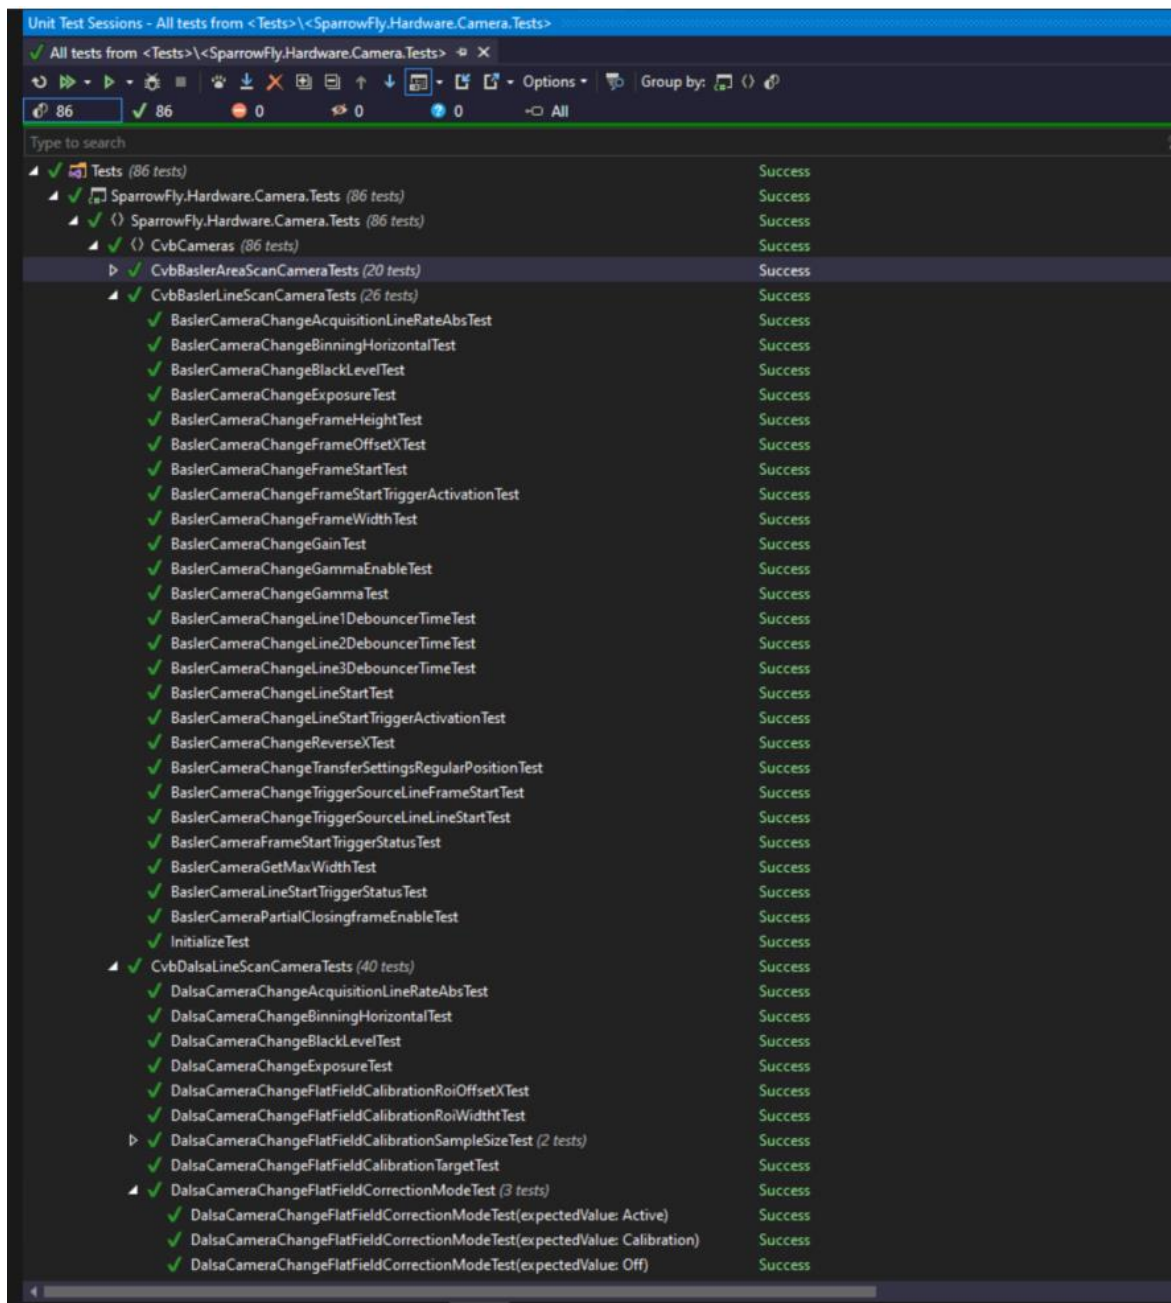 Unit Test Sessions - All tests from <Tests>\<SparrowFly.Hardware.Camera.Tests>
All tests from <Tests>\<SparrowFly.Hardware.Camera.Tests>
Options Group by:
86 86 0 0 0 All
Type to search
Tests (86 tests) Success
SparrowFly.Hardware.Camera.Tests (86 tests) Success
SparrowFly.Hardware.Camera.Tests (86 tests) Success
CvbCameras (86 tests) Success
CvbBaslerAreaScanCameraTests (20 tests) Success
CvbBaslerLineScanCameraTests (26 tests) Success
BaslerCameraChangeAcquisitionLineRateAbsTest Success
BaslerCameraChangeBinningHorizontalTest Success
BaslerCameraChangeBlackLevelTest Success
BaslerCameraChangeExposureTest Success
BaslerCameraChangeFrameHeightTest Success
BaslerCameraChangeFrameOffsetXTest Success
BaslerCameraChangeFrameStartTest Success
BaslerCameraChangeFrameStartTriggerActivationTest Success
BaslerCameraChangeFrameWidthTest Success
BaslerCameraChangeGainTest Success
BaslerCameraChangeGammaEnableTest Success
BaslerCameraChangeGammaTest Success
BaslerCameraChangeLine1DebouncerTimeTest Success
BaslerCameraChangeLine2DebouncerTimeTest Success
BaslerCameraChangeLine3DebouncerTimeTest Success
BaslerCameraChangeLineStartTest Success
BaslerCameraChangeLineStartTriggerActivationTest Success
BaslerCameraChangeReverseXTest Success
BaslerCameraChangeTransferSettingsRegularPositionTest Success
BaslerCameraChangeTriggerSourceLineFrameStartTest Success
BaslerCameraChangeTriggerSourceLineLineStartTest Success
BaslerCameraFrameStartTriggerStatusTest Success
BaslerCameraGetMaxWidthTest Success
BaslerCameraLineStartTriggerStatusTest Success
BaslerCameraPartialClosingframeEnableTest Success
InitializeTest Success
CvbDalsaLineScanCameraTests (40 tests) Success
DalsaCameraChangeAcquisitionLineRateAbsTest Success
DalsaCameraChangeBinningHorizontalTest Success
DalsaCameraChangeBlackLevelTest Success
DalsaCameraChangeExposureTest Success
DalsaCameraChangeFlatFieldCalibrationRoiOffsetXTest Success
DalsaCameraChangeFlatFieldCalibrationRoiWidthtTest Success
DalsaCameraChangeFlatFieldCalibrationSampleSizeTest (2 tests) Success
DalsaCameraChangeFlatFieldCalibrationTargetTest Success
DalsaCameraChangeFlatFieldCorrectionModeTest (3 tests) Success
DalsaCameraChangeFlatFieldCorrectionModeTest(expectedValue: Active) Success
DalsaCameraChangeFlatFieldCorrectionModeTest(expectedValue: Calibration) Success
DalsaCameraChangeFlatFieldCorrectionModeTest(expectedValue: Off) Success